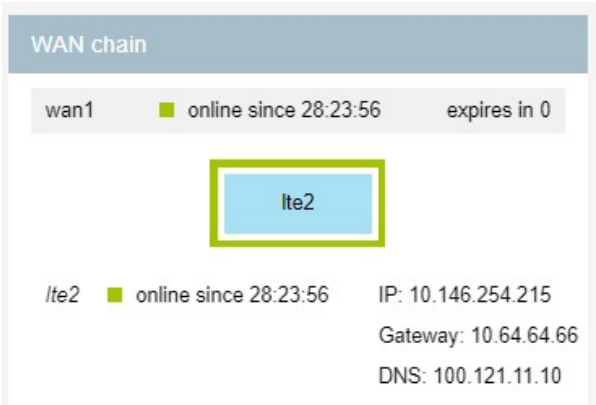 WAN chain
wan1 online since 28:23:56 expires in 0
lte2
lte2 online since 28:23:56 IP: 10.146.254.215
Gateway: 10.64.64.66
DNS: 100.121.11.10